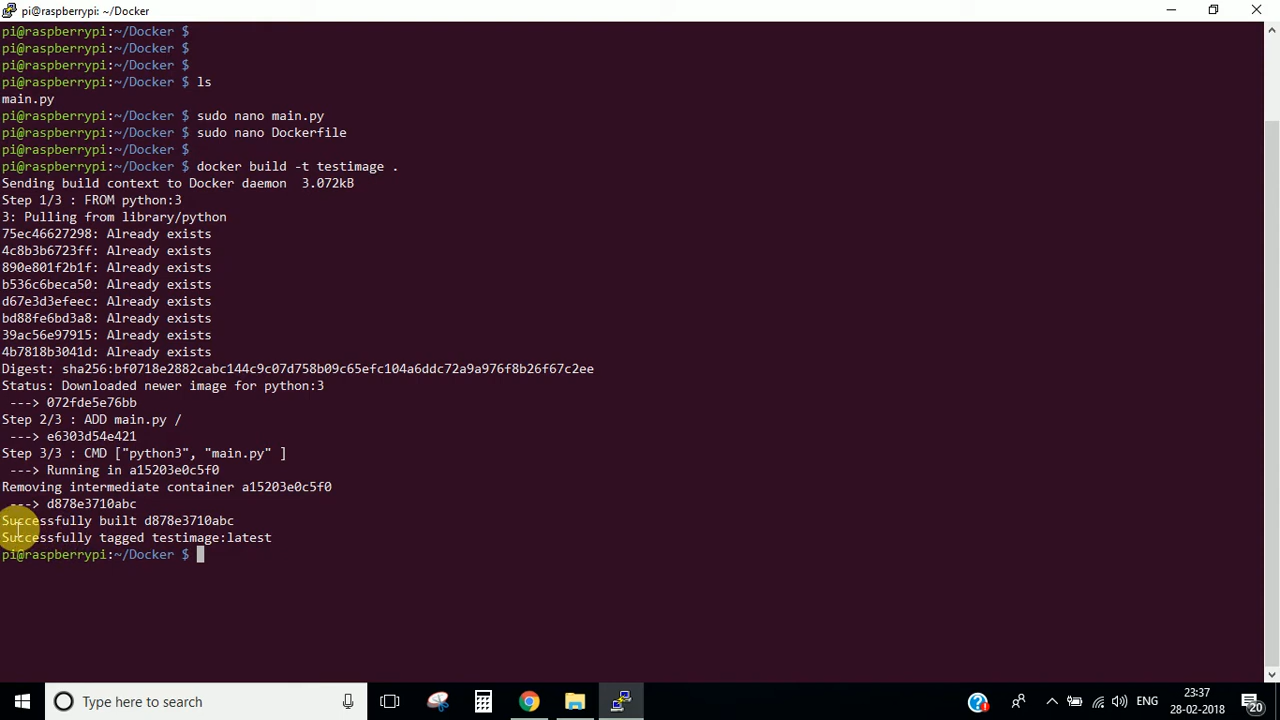 pi@raspberrypi: ~/Docker
pi@raspberrypi:~/Docker $
pi@raspberrypi:~/Docker $
pi@raspberrypi:~/Docker $
pi@raspberrypi:~/Docker $ ls
main.py
pi@raspberrypi:~/Docker $ sudo nano main.py
pi@raspberrypi:~/Docker $ sudo nano Dockerfile
pi@raspberrypi:~/Docker $
pi@raspberrypi:~/Docker $ docker build -t testimage .
Sending build context to Docker daemon  3.072kB
Step 1/3 : FROM python:3
3: Pulling from library/python
75ec46627298: Already exists
4c8b3b6723ff: Already exists
890e801f2b1f: Already exists
b536c6beca50: Already exists
d67e3d3efeec: Already exists
bd88fe6bd3a8: Already exists
39ac56e97915: Already exists
4b7818b3041d: Already exists
Digest: sha256:bf0718e2882cabc144c9c07d758b09c65efc104a6ddc72a9a976f8b26f67c2ee
Status: Downloaded newer image for python:3
 ---> 072fde5e76bb
Step 2/3 : ADD main.py /
 ---> e6303d54e421
Step 3/3 : CMD ["python3", "main.py" ]
 ---> Running in a15203e0c5f0
Removing intermediate container a15203e0c5f0
 ---> d878e3710abc
Successfully built d878e3710abc
Successfully tagged testimage:latest
pi@raspberrypi:~/Docker $
Type here to search
ENG
23:37
28-02-2018
20